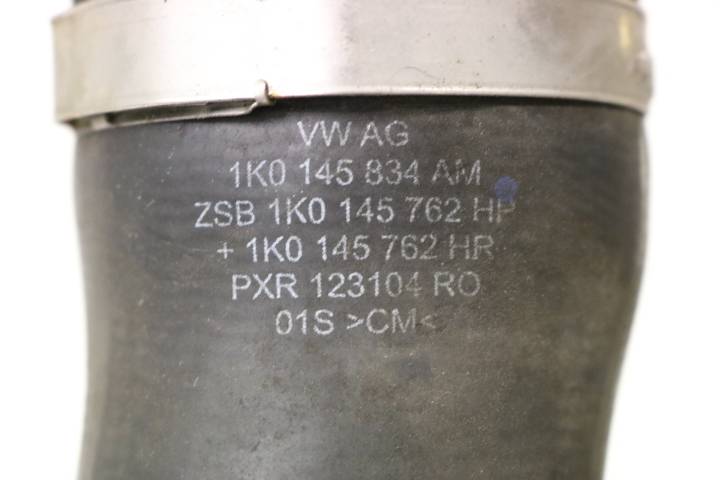 VW AG
1K0 145 834 AM
ZSB 1K0 145 762 HP
+ 1K0 145 762 HR
PXR 123104 RO
01S >CM<